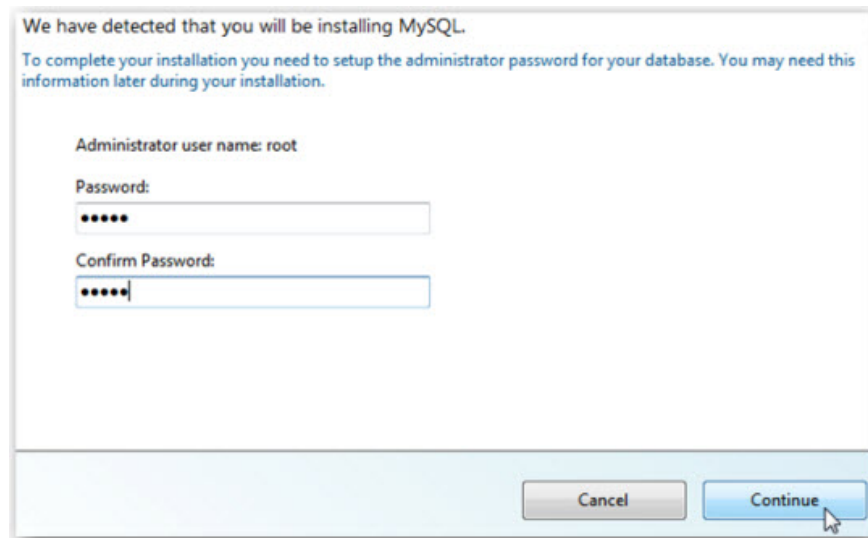 We have detected that you will be installing MySQL.
To complete your installation you need to setup the administrator password for your database. You may need this
information later during your installation.
Administrator user name: root
Password:
•••••
Confirm Password:
•••••
Cancel
Continue